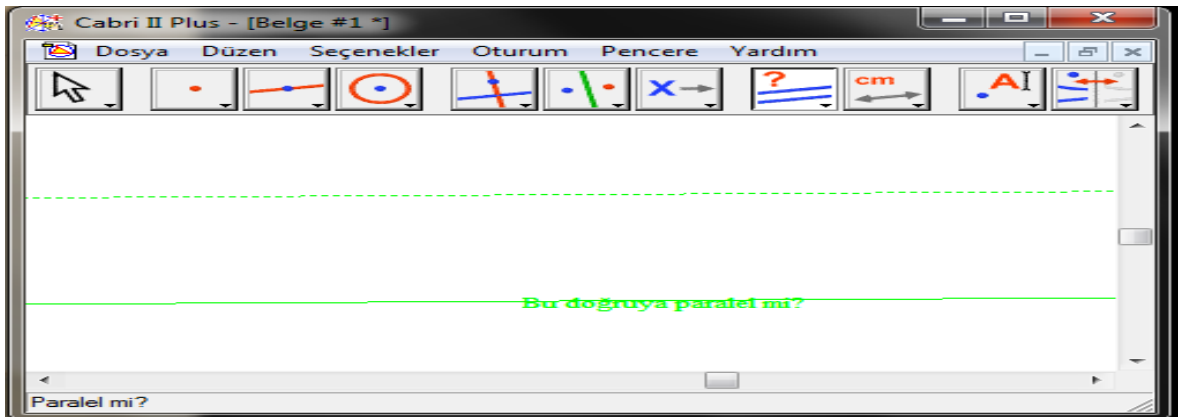 Cabri II Plus - [Belge #1 *]
Dosya Düzen Seçenekler Oturum Pencere Yardım
? cm A
Bu doğruya paralel mi?
Paralel mi?